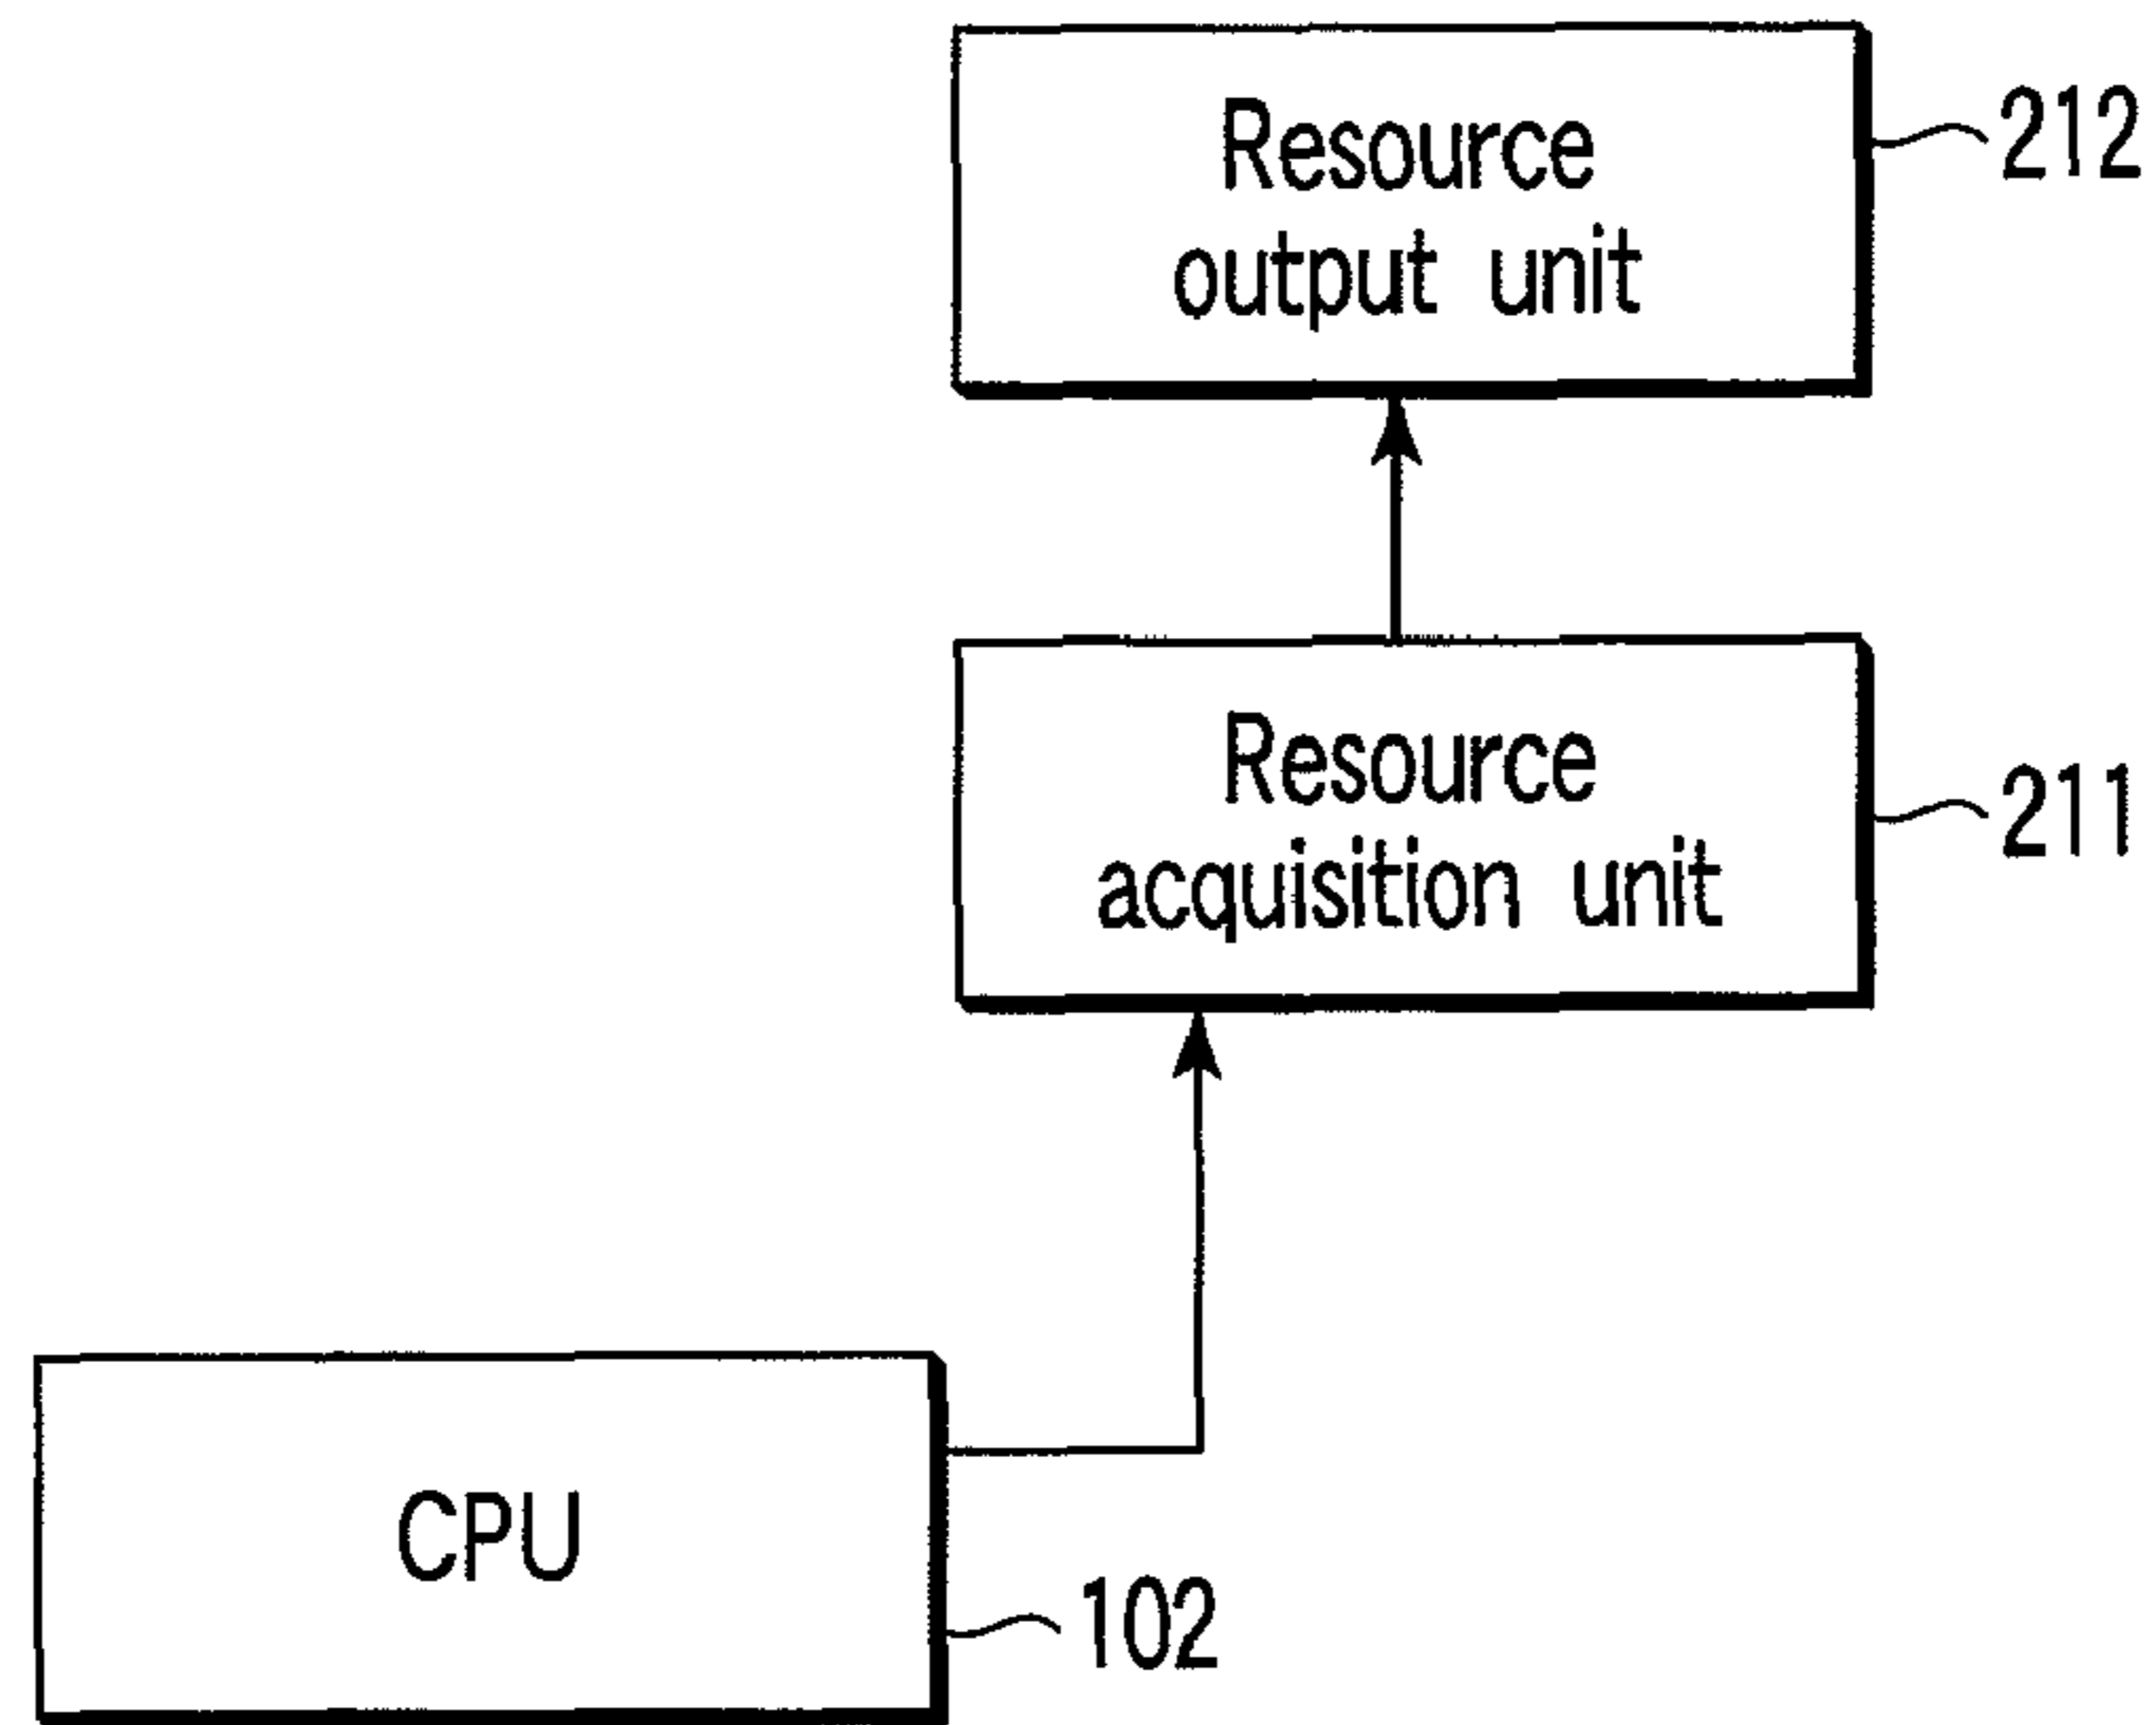 Resource
output unit
212
Resource
acquisition unit
211
CPU
102